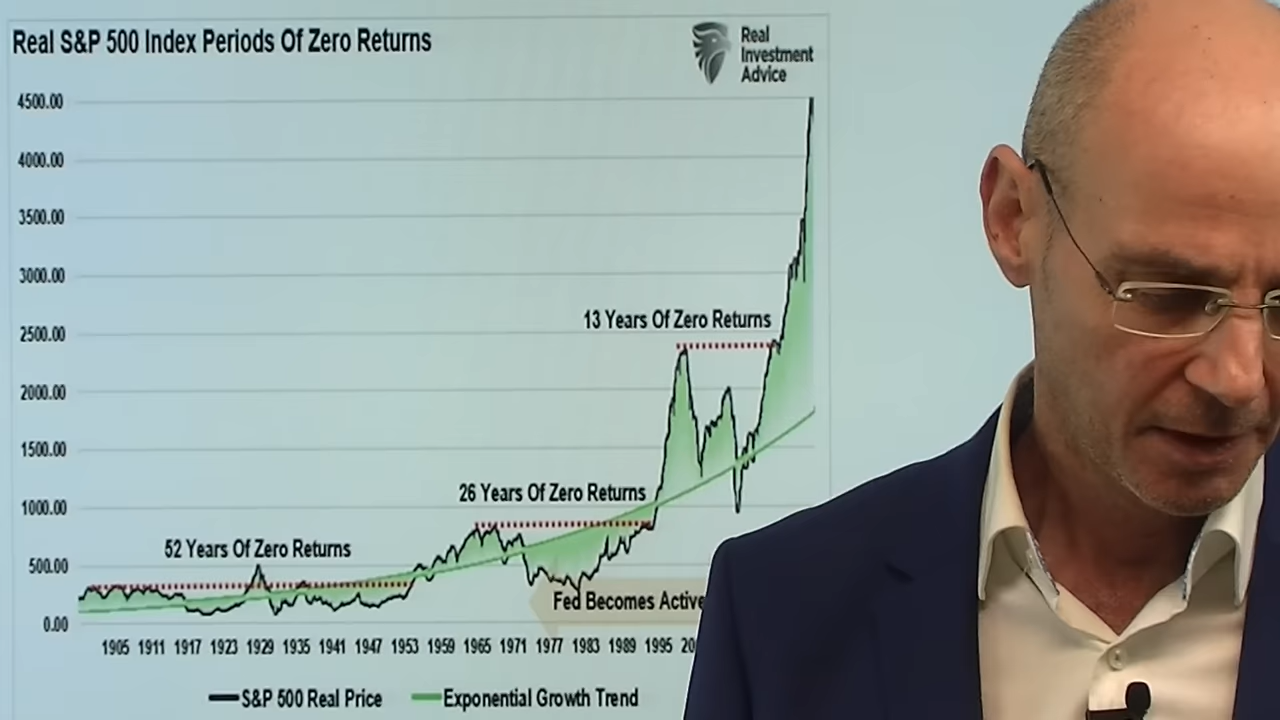 Real S&P 500 Index Periods Of Zero Returns
Real
Investment
Advice
4500.00
4000.00
3500.00
3000.00
2500.00
2000.00
1500.00
1000.00
500.00
0.00
13 Years Of Zero Returns
26 Years Of Zero Returns
52 Years Of Zero Returns
Fed Becomes Active
1905 1911 1917 1923 1929 1935 1941 1947 1953 1959 1965 1971 1977 1983 1989 1995 20
S&P 500 Real Price Exponential Growth Trend